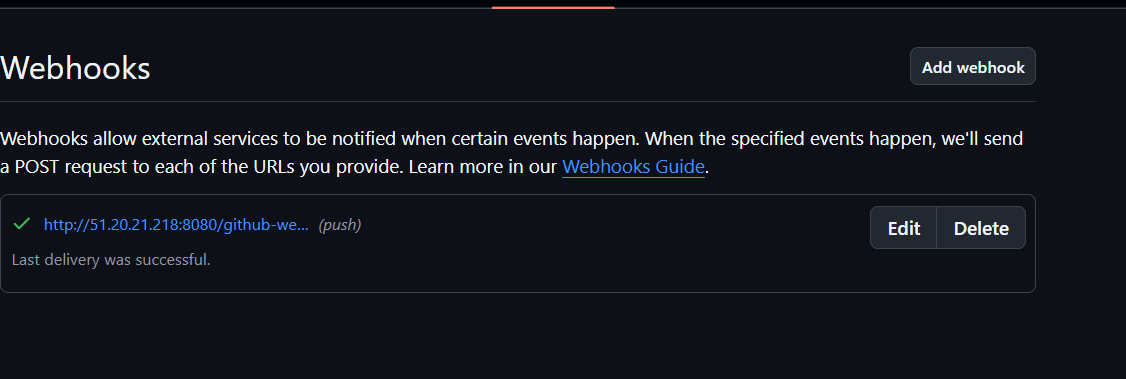 Webhooks
Add webhook
Webhooks allow external services to be notified when certain events happen. When the specified events happen, we'll send
a POST request to each of the URLs you provide. Learn more in our Webhooks Guide.
http://51.20.21.218:8080/github-we... (push)
Edit
Delete
Last delivery was successful.